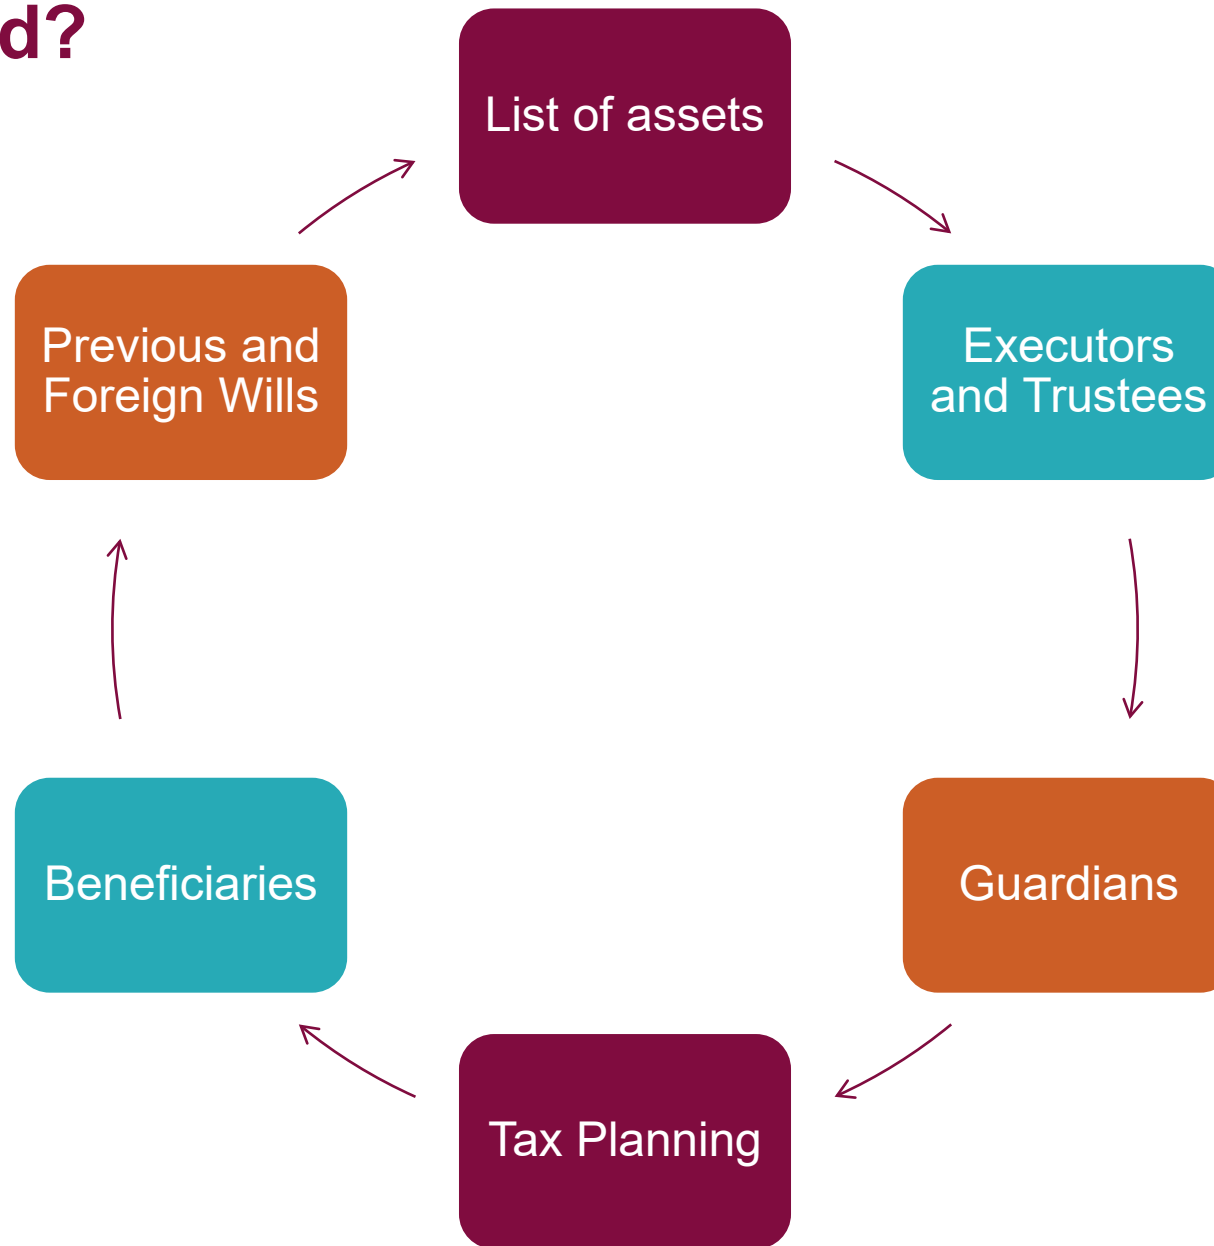 d?
List of assets
Executors
and Trustees
Guardians
Tax Planning
Beneficiaries
Previous and
Foreign Wills